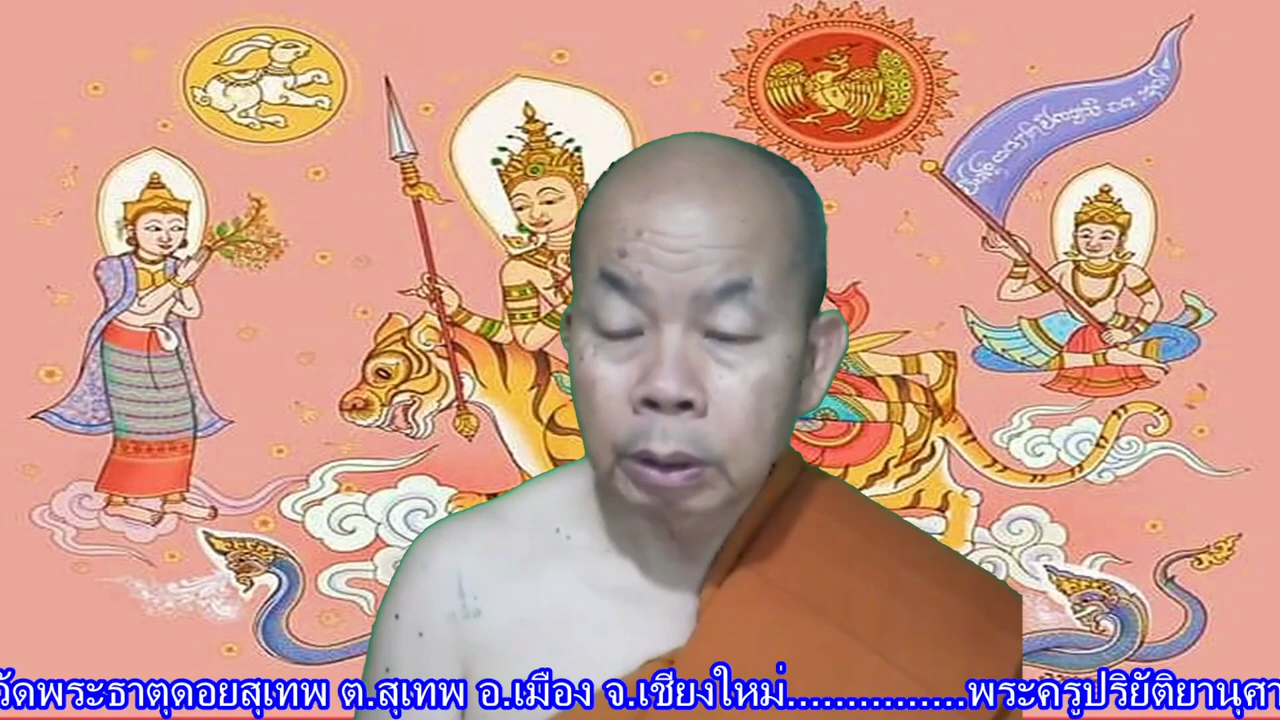 วัดพระธาตุดอยสุเทพ ต.สุเทพ อ.เมือง จ.เชียงใหม่...............พระครูปริยัติยานุศา